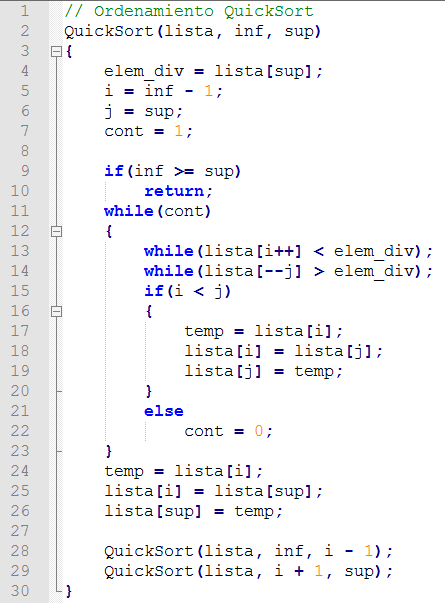 1 // Ordenamiento QuickSort
2 QuickSort(lista, inf, sup)
3 {
4 elem_div = lista[sup];
5 i = inf - 1;
6 j = sup;
7 cont = 1;
8
9 if(inf >= sup)
10 return;
11 while(cont)
12 {
13 while(lista[i++] < elem_div);
14 while(lista[--j] > elem_div);
15 if(i < j)
16 {
17 temp = lista[i];
18 lista[i] = lista[j];
19 lista[j] = temp;
20 }
21 else
22 cont = 0;
23 }
24 temp = lista[i];
25 lista[i] = lista[sup];
26 lista[sup] = temp;
27
28 QuickSort(lista, inf, i - 1);
29 QuickSort(lista, i + 1, sup);
30 }